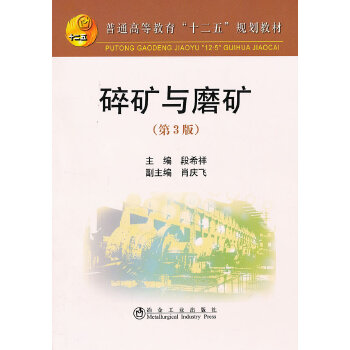 普通高等教育“十二五”规划教材
PUTONG GAODENG JIAOYU "12·5" GUIHUA JIAOCAI
十二五
碎矿与磨矿
(第3版)
主 编 段希祥
副主编 肖庆飞
冶金工业出版社
Metallurgical Industry Press